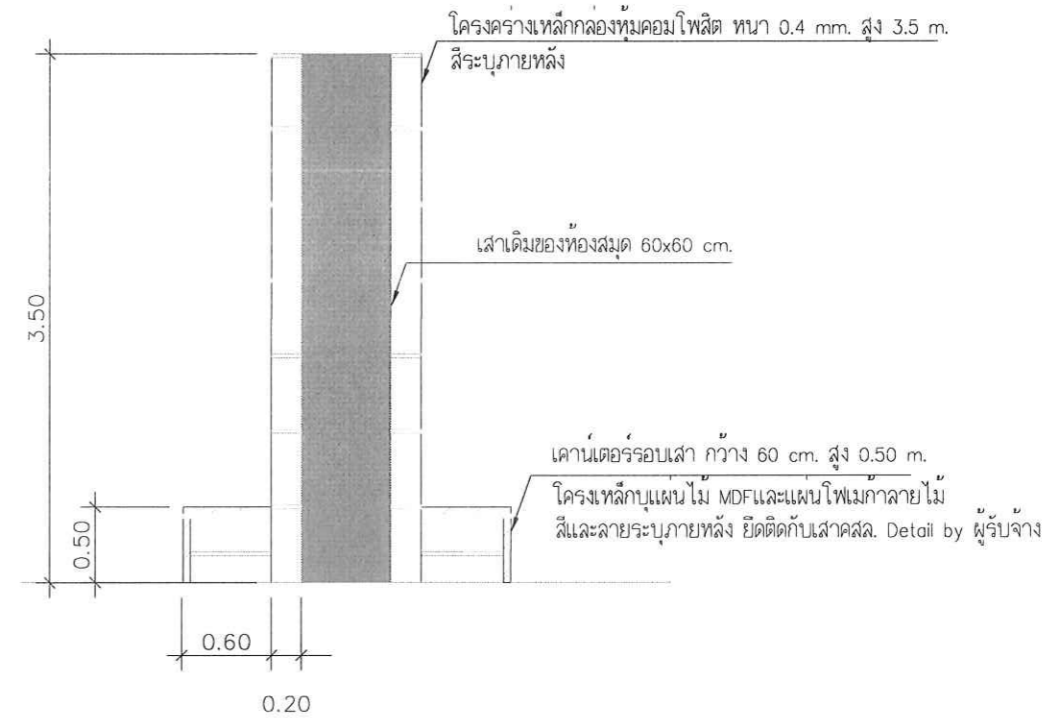 โครงคร่างเหล็กกล่องหุ้มคอมโพสิต หนา 0.4 mm. สูง 3.5 m.
สีระบุภายหลัง
เสาเดิมของห้องสมุด 60x60 cm.
3.50
เคาน์เตอร์รอบเสา กว้าง 60 cm. สูง 0.50 m.
โครงเหล็กบุแผนไม้ MDFและแผนโฟเมก้าลายไม้
สีและลายระบุภายหลัง ยึดติดกับเสาคสล. Detail by ผู้รับจ้าง
0.50
0.60
0.20